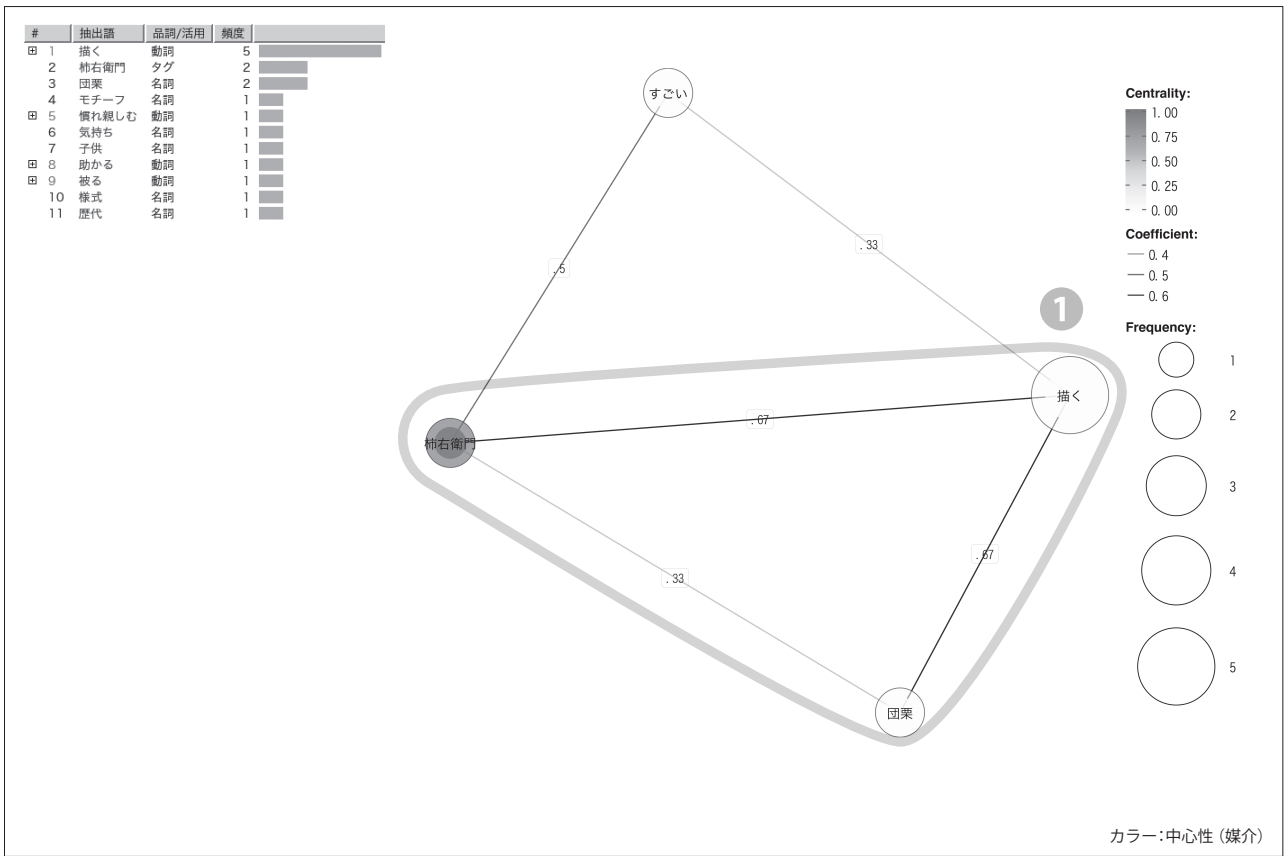 # 抽出語 品詞/活用 頻度
1 描く 動詞 5
2 柿右衛門 タグ 2
3 団栗 名詞 2
4 モチーフ 名詞 1
5 慣れ親しむ 動詞 1
6 気持ち 名詞 1
7 子供 名詞 1
8 助かる 動詞 1
9 被る 動詞 1
10 様式 名詞 1
11 歴代 名詞 1
すごい
.5
.33
1
描く
.67
柿右衛門
.67
.33
団栗
Centrality:
1.00
0.75
0.50
0.25
0.00
Coefficient:
0.4
0.5
0.6
Frequency:
1
2
3
4
5
カラー：中心性（媒介）